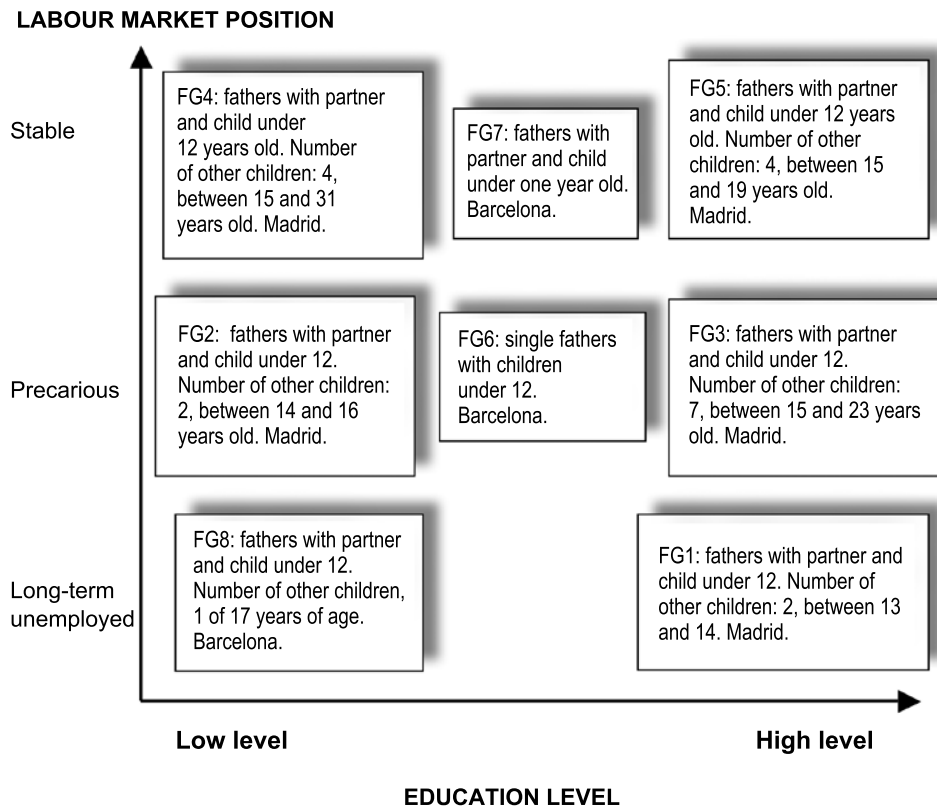 LABOUR MARKET POSITION
Stable
FG4: fathers with partner
and child under
12 years old. Number
of other children: 4,
between 15 and 31
years old. Madrid.
FG7: fathers with
partner and child
under one year old.
Barcelona.
FG5: fathers with partner
and child under 12 years
old. Number of other
children: 4, between 15
and 19 years old.
Madrid.
Precarious
FG2: fathers with partner
and child under 12.
Number of other children:
2, between 14 and 16
years old. Madrid.
FG6: single fathers
with children
under 12.
Barcelona.
FG3: fathers with partner
and child under 12.
Number of other children:
7, between 15 and 23 years
old. Madrid.
Long-term
unemployed
FG8: fathers with partner
and child under 12.
Number of other children,
1 of 17 years of age.
Barcelona.
FG1: fathers with partner and
child under 12. Number of
other children: 2, between 13
and 14. Madrid.
Low level
High level
EDUCATION LEVEL